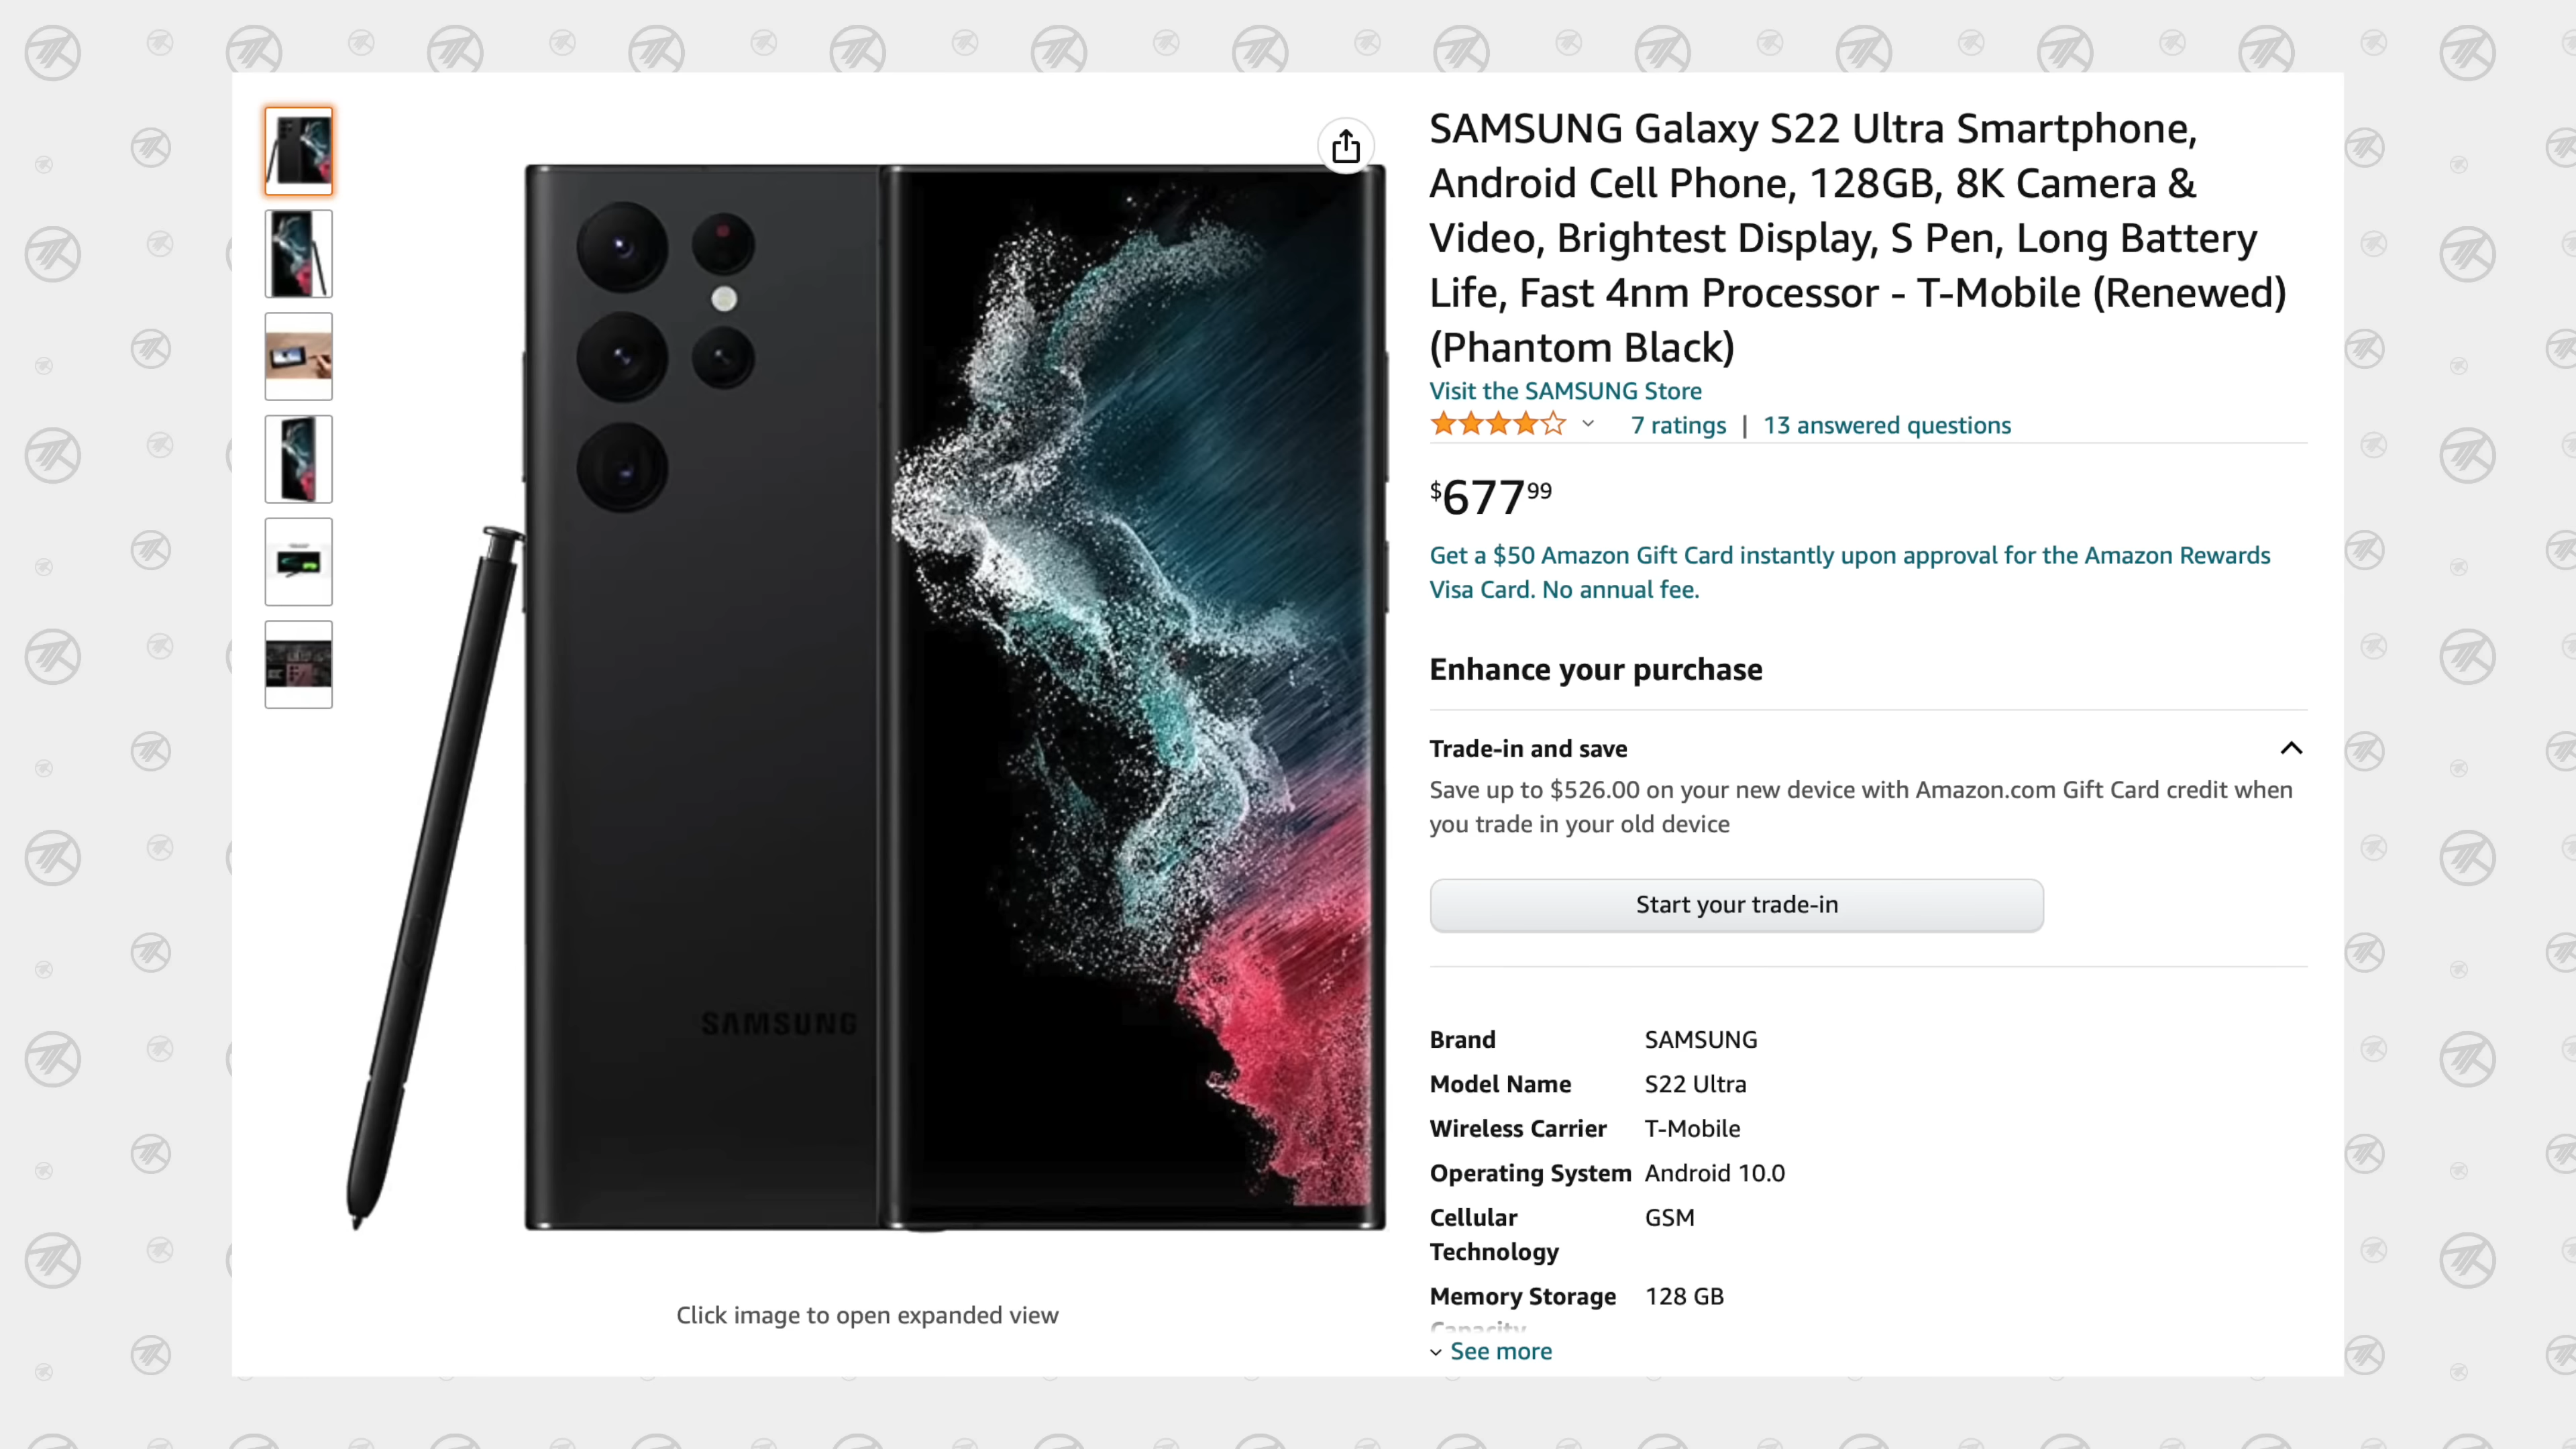 SAMSUNG Galaxy S22 Ultra Smartphone,
Android Cell Phone, 128GB, 8K Camera &
Video, Brightest Display, S Pen, Long Battery
Life, Fast 4nm Processor - T-Mobile (Renewed)
(Phantom Black)
Visit the SAMSUNG Store
7 ratings | 13 answered questions
$677 99
Get a $50 Amazon Gift Card instantly upon approval for the Amazon Rewards
Visa Card. No annual fee.
Enhance your purchase
Trade-in and save
Save up to $526.00 on your new device with Amazon.com Gift Card credit when
you trade in your old device
Start your trade-in
Brand SAMSUNG
Model Name S22 Ultra
Wireless Carrier T-Mobile
Operating System Android 10.0
Cellular GSM
Technology
Memory Storage 128 GB
Capacity
See more
SAMSUNG
Click image to open expanded view